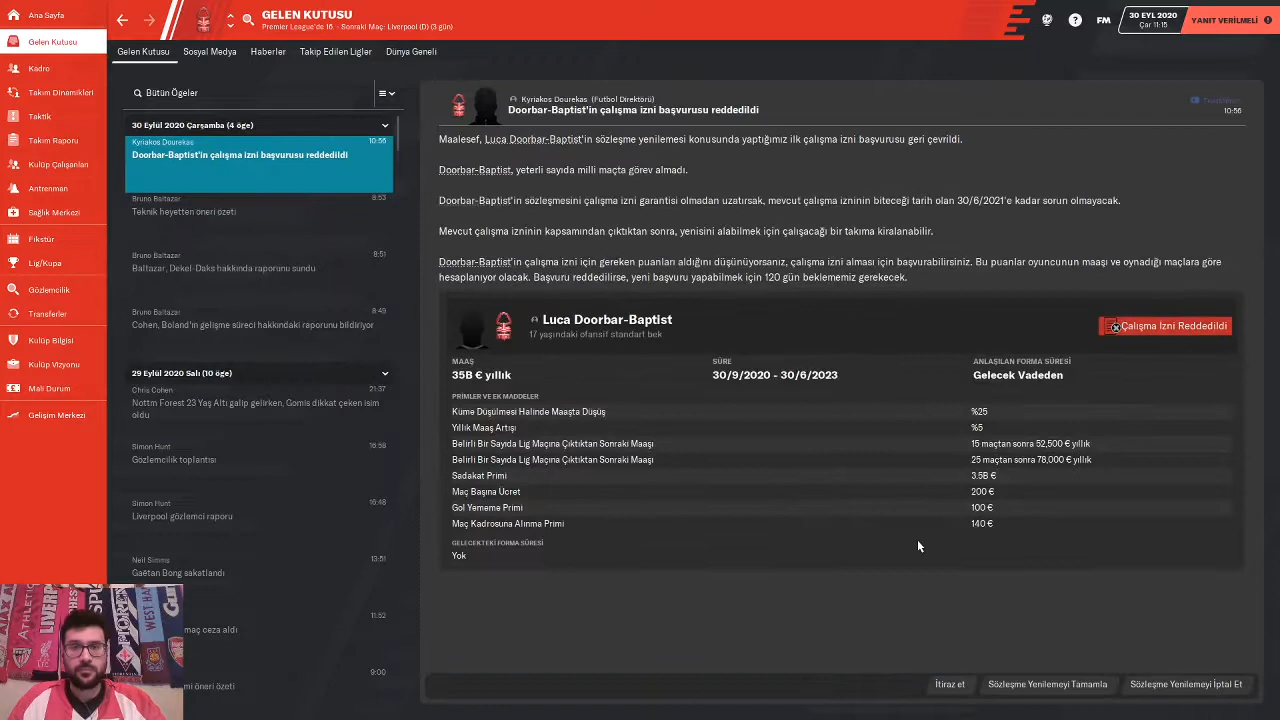 Ana Sayfa
Gelen Kutusu
Kadro
Takım Dinamikleri
Taktik
Takım Raporu
Kulüp Çalışanları
Antrenman
Sağlık Merkezi
Fikstür
Lig/Kupa
Gözlemcilik
Transferler
Kulüp Bilgisi
Kulüp Vizyonu
Mali Durum
Gelişim Merkezi
GELEN KUTUSU
Premier League'de 16. - Sonraki Maç: Liverpool (D) (3 gün)
FM
30 EYL 2020
Çar 11:15
YANIT VERİLMELİ
Gelen Kutusu
Sosyal Medya
Haberler
Takip Edilen Ligler
Dünya Geneli
Bütün Ögeler
30 Eylül 2020 Çarşamba (4 öge)
Kyriakos Dourekas 10:56
Doorbar-Baptist'in çalışma izni başvurusu reddedildi
Bruno Baltazar 8:53
Teknik heyetten öneri özeti
Bruno Baltazar 8:51
Baltazar, Dekel-Daks hakkında raporunu sundu
Bruno Baltazar 8:49
Cohen, Boland'ın gelişme süreci hakkındaki raporunu bildiriyor
29 Eylül 2020 Salı (10 öge)
Chris Cohen 21:37
Nottm Forest 23 Yaş Altı galip gelirken, Gomis dikkat çeken isim
oldu
Simon Hunt 16:58
Gözlemcilik toplantısı
Simon Hunt 16:48
Liverpool gözlemci raporu
Neil Simms 13:51
Gaëtan Bong sakatlandı
11:52
maç ceza aldı
9:00
mi öneri özeti
Kyriakos Dourekas (Futbol Direktörü)
Doorbar-Baptist'in çalışma izni başvurusu reddedildi
10:56
Maalesef, Luca Doorbar-Baptist'in sözleşme yenilemesi konusunda yaptığımız ilk çalışma izni başvurusu geri çevrildi.
Doorbar-Baptist, yeterli sayıda milli maçta görev almadı.
Doorbar-Baptist'in sözleşmesini çalışma izni garantisi olmadan uzatırsak, mevcut çalışma izninin biteceği tarih olan 30/6/2021'e kadar sorun olmayacak.
Mevcut çalışma izninin kapsamından çıktıktan sonra, yenisini alabilmek için çalışacağı bir takıma kiralanabilir.
Doorbar-Baptist'in çalışma izni için gereken puanları aldığını düşünüyorsanız, çalışma izni alması için başvurabilirsiniz. Bu puanlar oyuncunun maaşı ve oynadığı maçlara göre
hesaplanıyor olacak. Başvuru reddedilirse, yeni başvuru yapabilmek için 120 gün beklememiz gerekecek.
Luca Doorbar-Baptist
17 yaşındaki ofansif standart bek
Çalışma İzni Reddedildi
MAAŞ SÜRE ANLAŞILAN FORMA SÜRESİ
35B € yıllık 30/9/2020 - 30/6/2023 Gelecek Vadeden
PRİMLER VE EK MADDELER
Küme Düşülmesi Halinde Maaşta Düşüş %25
Yıllık Maaş Artışı %5
Belirli Bir Sayıda Lig Maçına Çıktıktan Sonraki Maaşı 15 maçtan sonra 52,500 € yıllık
Belirli Bir Sayıda Lig Maçına Çıktıktan Sonraki Maaşı 25 maçtan sonra 78,000 € yıllık
Sadakat Primi 3.5B €
Maç Başına Ücret 200 €
Gol Yememe Primi 100 €
Maç Kadrosuna Alınma Primi 140 €
GELECEKTEKİ FORMA SÜRESİ
Yok
İtiraz et
Sözleşme Yenilemeyi Tamamla
Sözleşme Yenilemeyi İptal Et